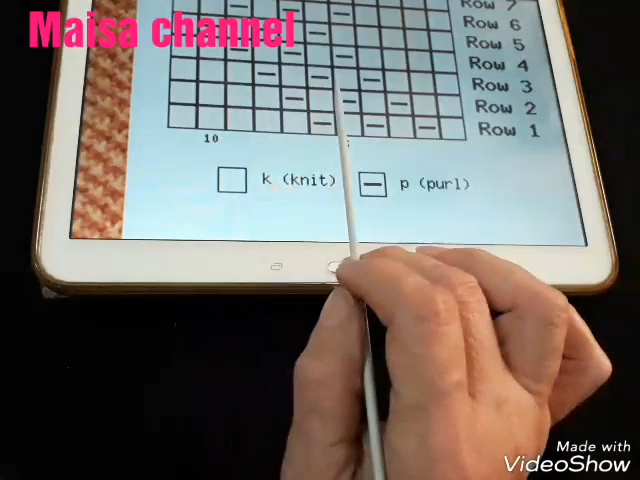 Maisa channel
Row 7
Row 6
Row 5
Row 4
Row 3
Row 2
Row 1
10
k (knit)
p (purl)
Made with
VideoShow